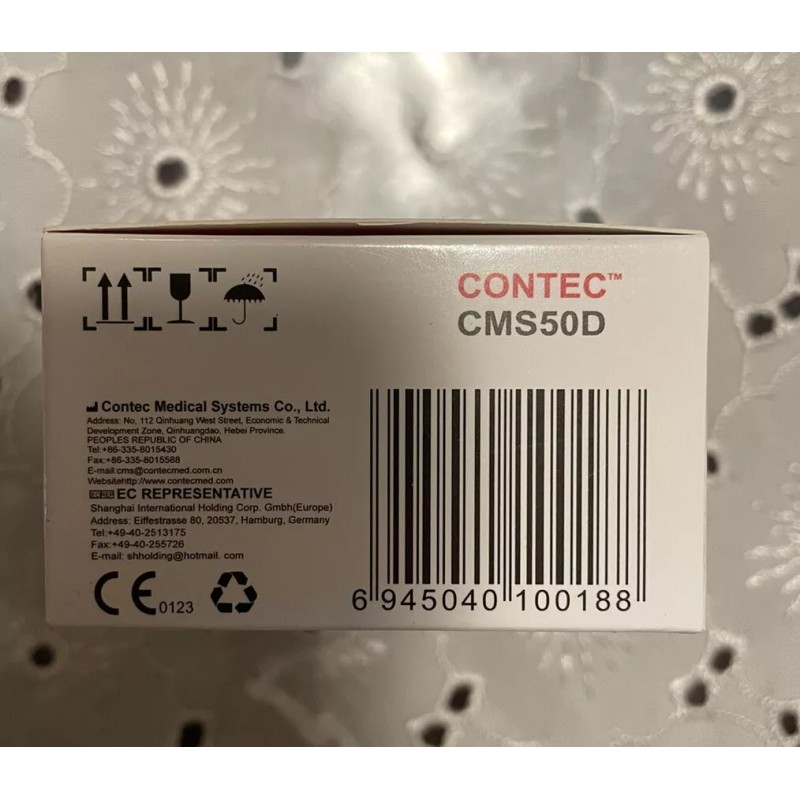 CONTEC™
CMS50D
Contec Medical Systems Co., Ltd.
Address: No, 112 Qinhuang West Street, Economic & Technical
Development Zone, Qinhuangdao, Hebei Province.
PEOPLES REPUBLIC OF CHINA
Tel:+86-335-8015430
Fax:+86-335-8015588
E-mail:cms@contecmed.com.cn
Websitehttp://www.contecmed.com
EC REPRESENTATIVE
Shanghai International Holding Corp. Gmbh(Europe)
Address: Eiffestrasse 80, 20537, Hamburg, Germany
Tel:+49-40-2513175
Fax:+49-40-255726
E-mail: shholding@hotmail. com
CE 0123
6 945040 100188